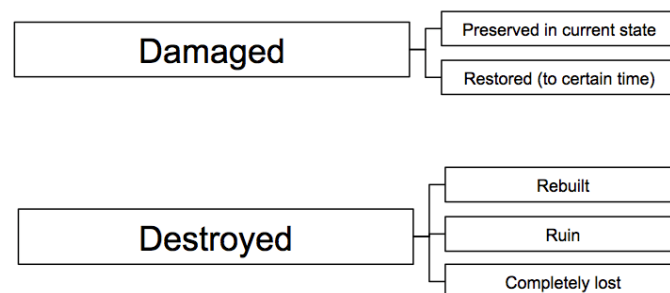 Damaged
Preserved in current state
Restored (to certain time)
Destroyed
Rebuilt
Ruin
Completely lost